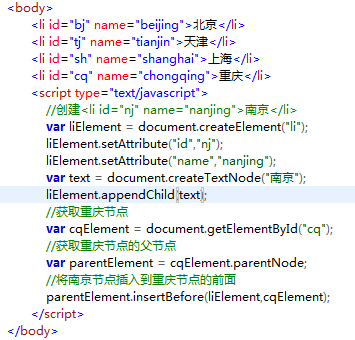 <body>
<li id="bj" name="beijing">北京</li>
<li id="tj" name="tianjin">天津</li>
<li id="sh" name="shanghai">上海</li>
<li id="cq" name="chongqing">重庆</li>
<script type="text/javascript">
//创建<li id="nj" name="nanjing">南京</li>
var liElement = document.createElement("li");
liElement.setAttribute("id","nj");
liElement.setAttribute("name","nanjing");
var text = document.createTextNode("南京");
liElement.appendChild(text);
//获取重庆节点
var cqElement = document.getElementById("cq");
//获取重庆节点的父节点
var parentElement = cqElement.parentNode;
//将南京节点插入到重庆节点的前面
parentElement.insertBefore(liElement,cqElement);
</script>
</body>